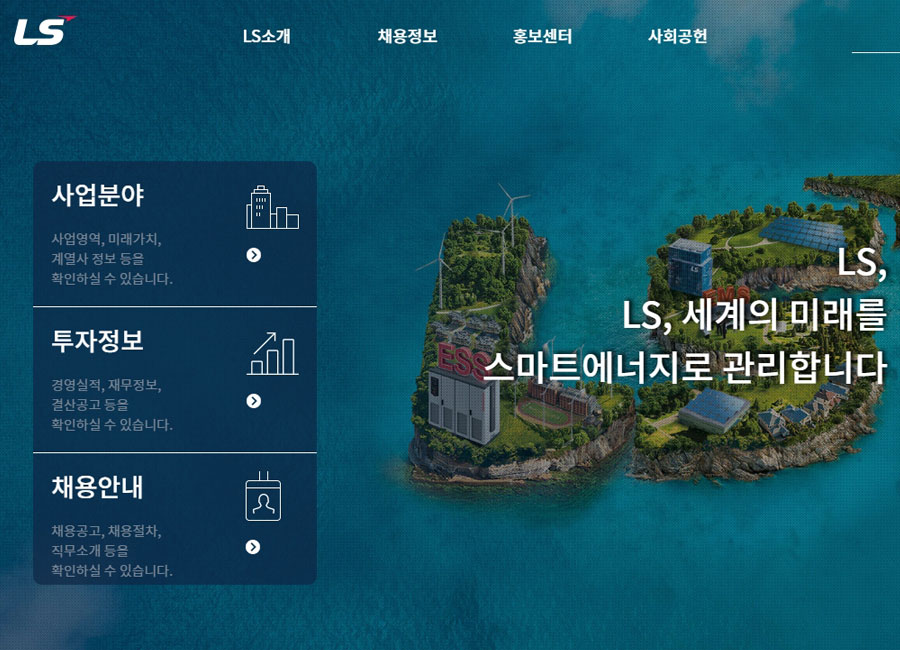 LS
LS소개
채용정보
홍보센터
사회공헌
사업분야
사업영역, 미래가치,
계열사 정보 등을
확인하실 수 있습니다.
투자정보
경영실적, 재무정보,
결산공고 등을
확인하실 수 있습니다.
채용안내
채용공고, 채용절차,
직무소개 등을
확인하실 수 있습니다.
LS,
LS
EMS
LS, 세계의 미래를
ESS
스마트에너지로 관리합니다